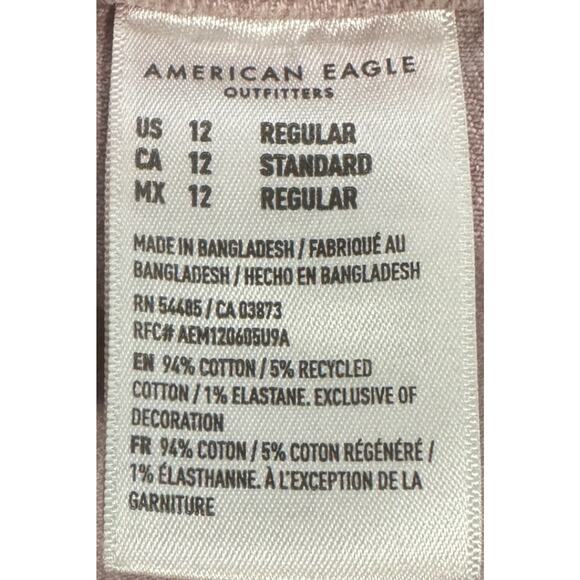 AMERICAN EAGLE
OUTFITTERS
US 12 REGULAR
CA 12 STANDARD
MX 12 REGULAR
MADE IN BANGLADESH / FABRIQUÉ AU
BANGLADESH / HECHO EN BANGLADESH
RN 54485 / CA 03873
RFC# AEM120605U9A
EN 94% COTTON / 5% RECYCLED
COTTON / 1% ELASTANE. EXCLUSIVE OF
DECORATION
FR 94% COTON / 5% COTON RÉGÉNÉRÉ /
1% ÉLASTHANNE. À L'EXCEPTION DE LA
GARNITURE